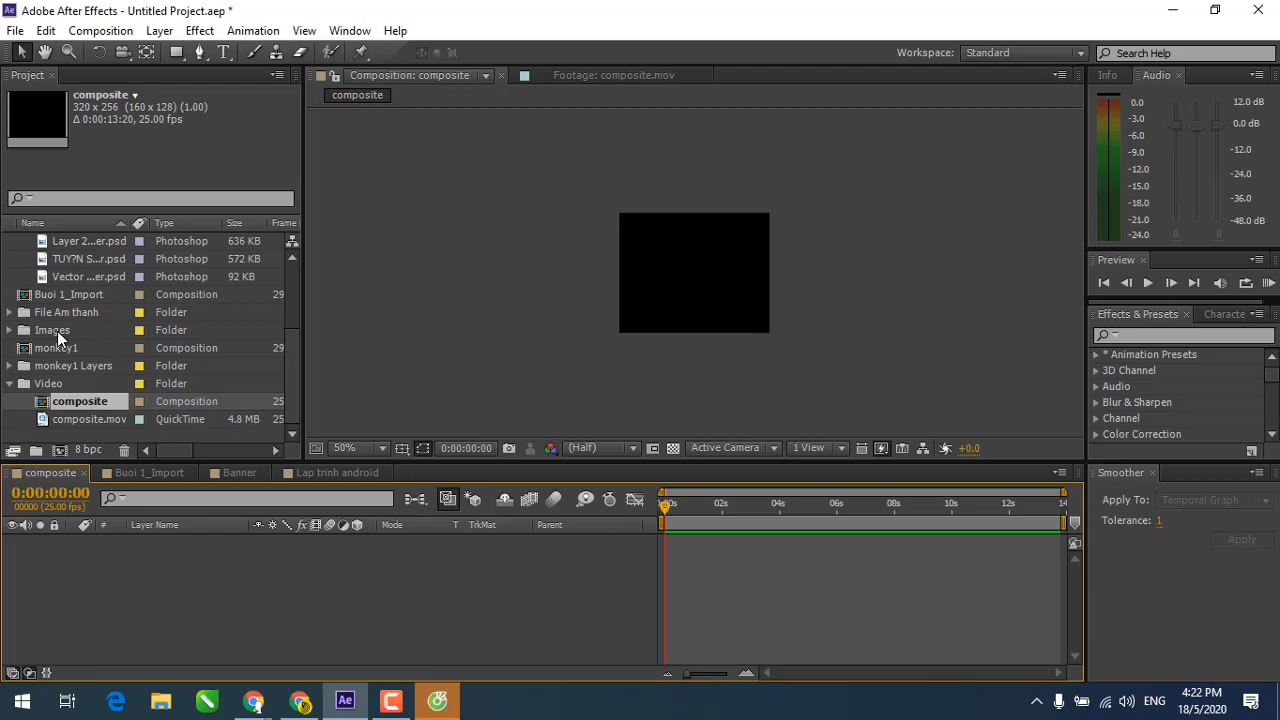 Adobe After Effects - Untitled Project.aep *
File Edit Composition Layer Effect Animation View Window Help
Workspace: Standard Search Help
Project Composition: composite Footage: composite.mov Info Audio
composite
composite
320 x 256 (160 x 128) (1.00)
Δ 0:00:13:20, 25.00 fps
0.0 12.0 dB
-3.0 0.0 dB
-6.0
-9.0 -12.0
-12.0
-15.0 -24.0
-18.0 -36.0
-21.0
-24.0 -48.0 dB
0 0
Name Type Size Frame
Layer 2...er.psd Photoshop 636 KB
TUY?N S...r.psd Photoshop 572 KB
Vector ...er.psd Photoshop 92 KB
Buoi 1_Import Composition 29
File Am thanh Folder
Images Folder
monkey1 Composition 29
monkey1 Layers Folder
Video Folder
composite Composition 25
composite.mov QuickTime 4.8 MB 25
8 bpc
Preview
Effects & Presets Characte
* Animation Presets
3D Channel
Audio
Blur & Sharpen
Channel
Color Correction
50% 0:00:00:00 (Half) Active Camera 1 View +0.0
composite Buoi 1_Import Banner Lap trinh android
0:00:00:00
00000 (25.00 fps)
# Layer Name Mode T TrkMat Parent
00s 02s 04s 06s 08s 10s 12s 14
Smoother
Apply To: Temporal Graph
Tolerance: 1
Apply
ENG 4:22 PM
18/5/2020